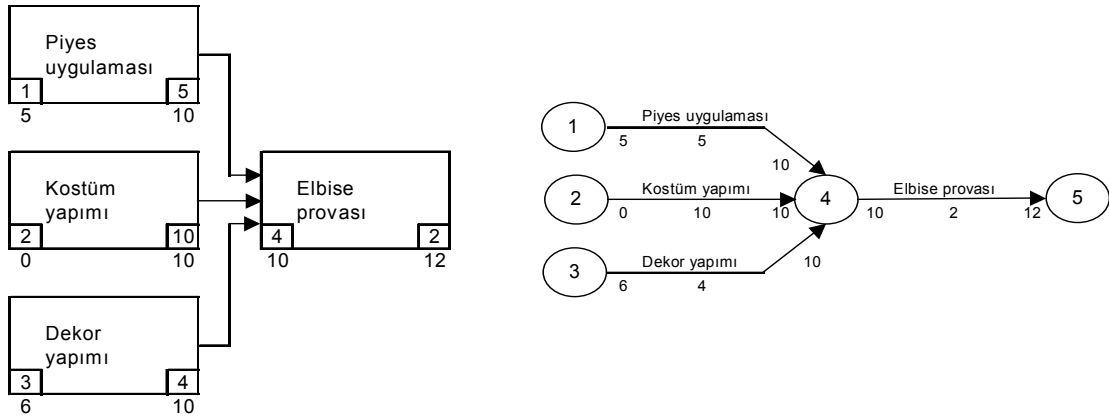 Piyes
uygulaması
1
5
5
10
Kostüm
yapımı
2
10
0
10
Dekor
yapımı
3
4
6
10
Elbise
provası
4
2
10
12
1
Piyes uygulaması
5
5
10
2
Kostüm yapımı
0
10
10
3
Dekor yapımı
6
4
10
4
Elbise provası
10
2
12
5